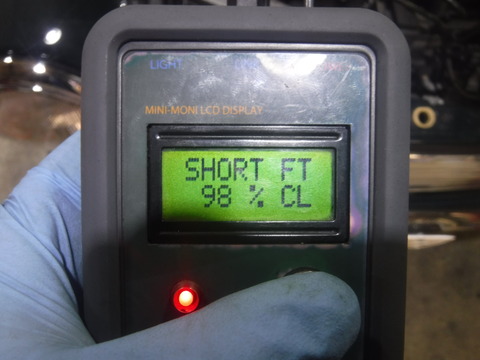 LIGHT
MINI-MONI LCD DISPLAY
SHORT FT
98 % CL